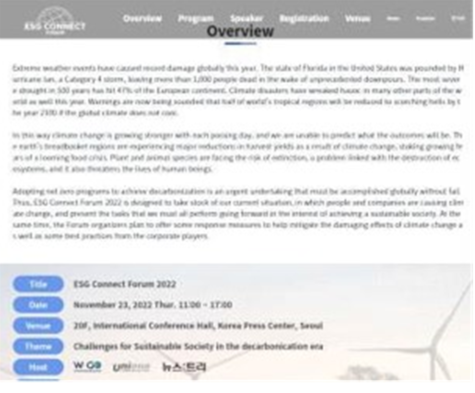 ESG CONNECT
Overview Program Speaker Registration Venue
Overview
Extreme weather events have caused record damage globally this year. The state of Florida in the United States was pounded by H
urricane Ian, a Category 4 storm, leaving more than 1,000 people dead in the wake of unprecedented downpours. The most sever
e drought in 500 years has hit 47% of the European continent. Climate disasters have wreaked havoc in many other parts of the w
orld as well this year. Warnings are now being sounded that half of world's tropical regions will be reduced to scorching hells by t
he year 2100 if the global climate does not cool.
In this way climate change is growing stronger with each passing day, and we are unable to predict what the outcomes will be. Th
e earth's breadbasket regions are experiencing major reductions in harvest yields as a result of climate change, stoking growing fe
ars of a looming food crisis. Plant and animal species are facing the risk of extinction, a problem linked with the destruction of ec
osystems, and it also threatens the lives of human beings.
Adopting net zero programs to achieve decarbonization is an urgent undertaking that must be accomplished globally without fail.
Thus, ESG Connect Forum 2022 is designed to take stock of our current situation, in which people and companies are causing clim
ate change, and present the tasks that we must all perform going forward in the interest of achieving a sustainable society. At the
same time, the Forum organizers plan to offer some response measures to help mitigate the damaging effects of climate change a
s well as some best practices from the corporate players.
Title ESG Connect Forum 2022
Date November 23, 2022 Thur. 11:00 ~ 17:00
Venue 20F, International Conference Hall, Korea Press Center, Seoul
Theme Challenges for Sustainable Society in the decarbonication era
Host 뉴스;트리